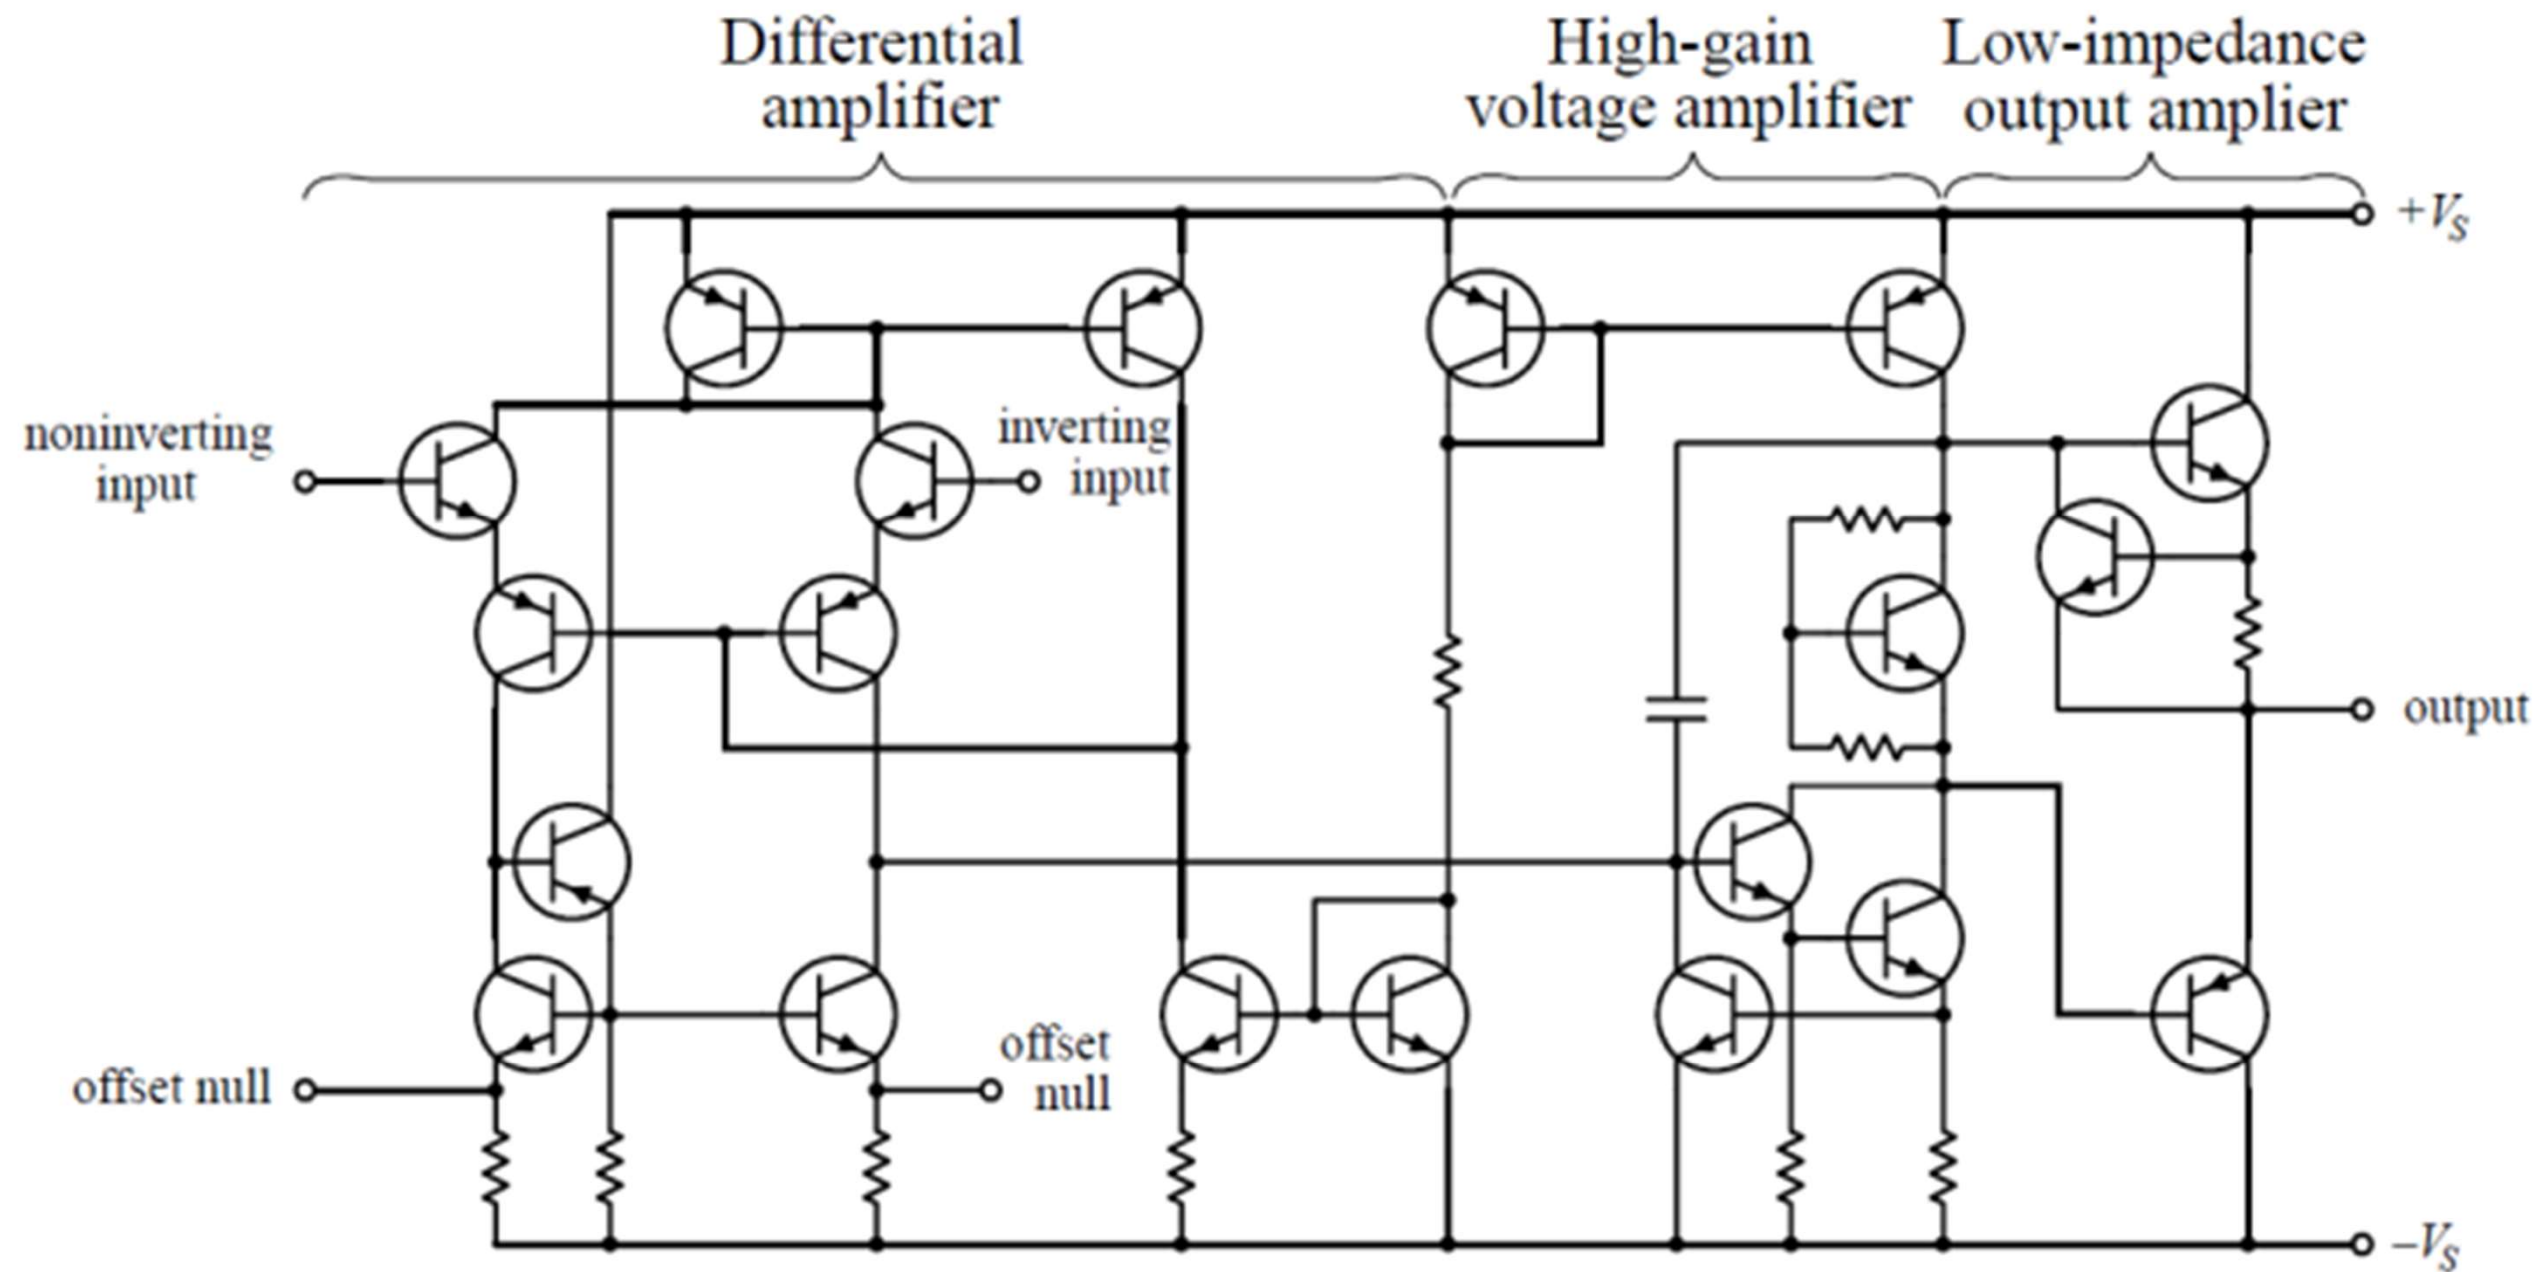 Differential
amplifier
High-gain
voltage amplifier
Low-impedance
output amplier
+VS
noninverting
input
inverting
input
output
offset null
offset
null
–VS